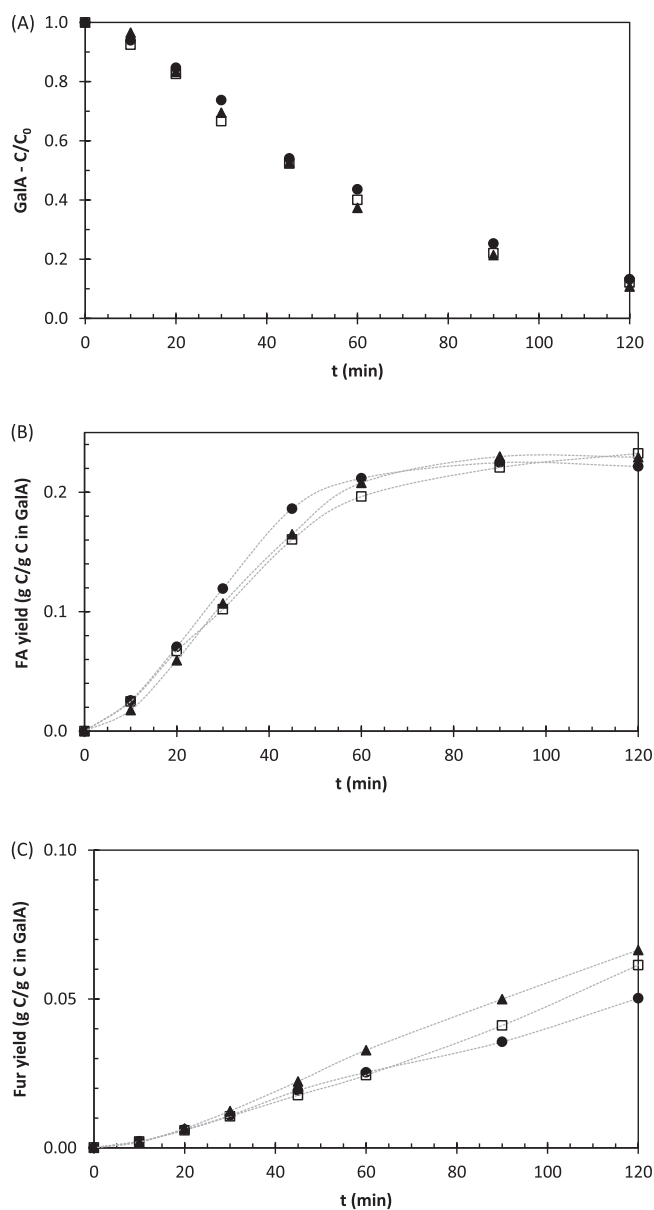 (A)
1.0
0.8
0.6
0.4
0.2
0.0
GalA - C/C₀
0 20 40 60 80 100 120
t (min)
(B)
0.2
0.1
0.0
FA yield (g C/g C in GalA)
0 20 40 60 80 100 120
t (min)
(C)
0.10
0.05
0.00
Fur yield (g C/g C in GalA)
0 20 40 60 80 100 120
t (min)